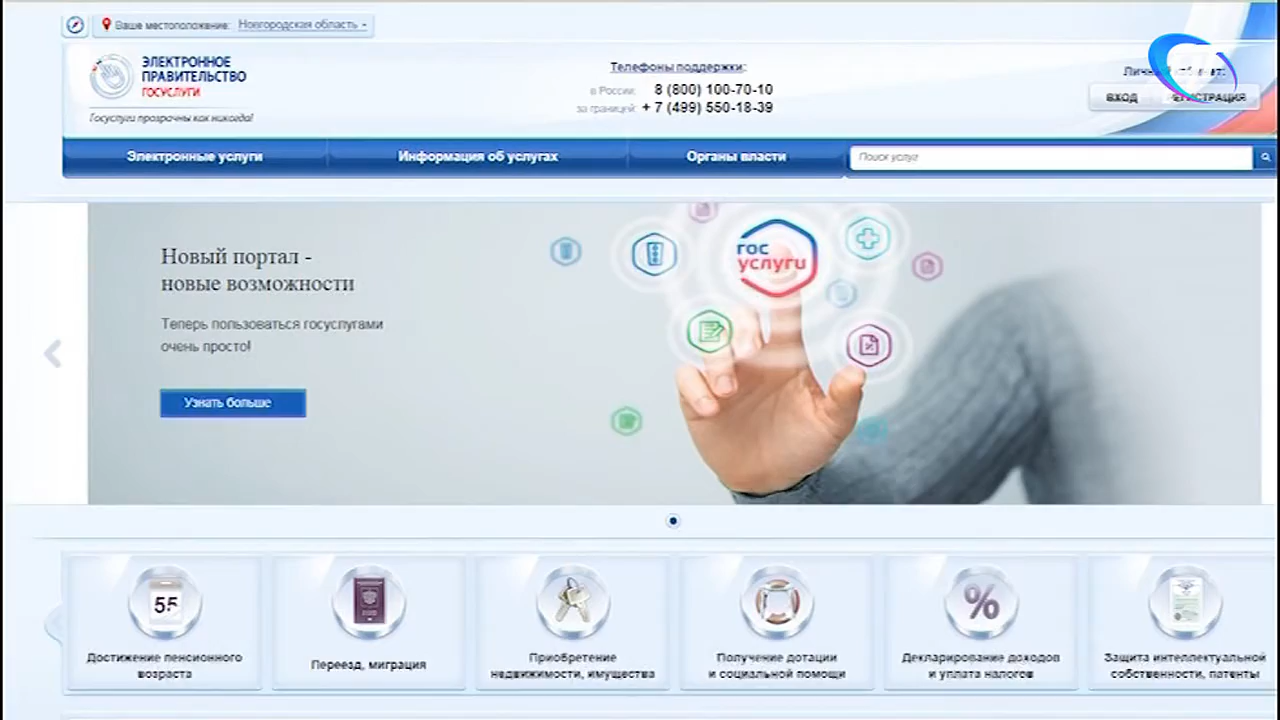 Ваше местоположение: Новгородская область
ЭЛЕКТРОННОЕ
ПРАВИТЕЛЬСТВО
ГОСУСЛУГИ
Госуслуги прозрачны как никогда!
Телефоны поддержки:
в России: 8 (800) 100-70-10
за границей: + 7 (499) 550-18-39
ВХОД
Электронные услуги
Информация об услугах
Органы власти
Поиск услуг
Новый портал -
новые возможности
Теперь пользоваться госуслугами
очень просто!
Узнать больше
гос
услуги
55
Достижение пенсионного
возраста
Переезд, миграция
Приобретение
недвижимости, имущества
Получение дотации
и социальной помощи
%
Декларирование доходов
и уплата налогов
Защита интеллектуальной
собственности, патенты